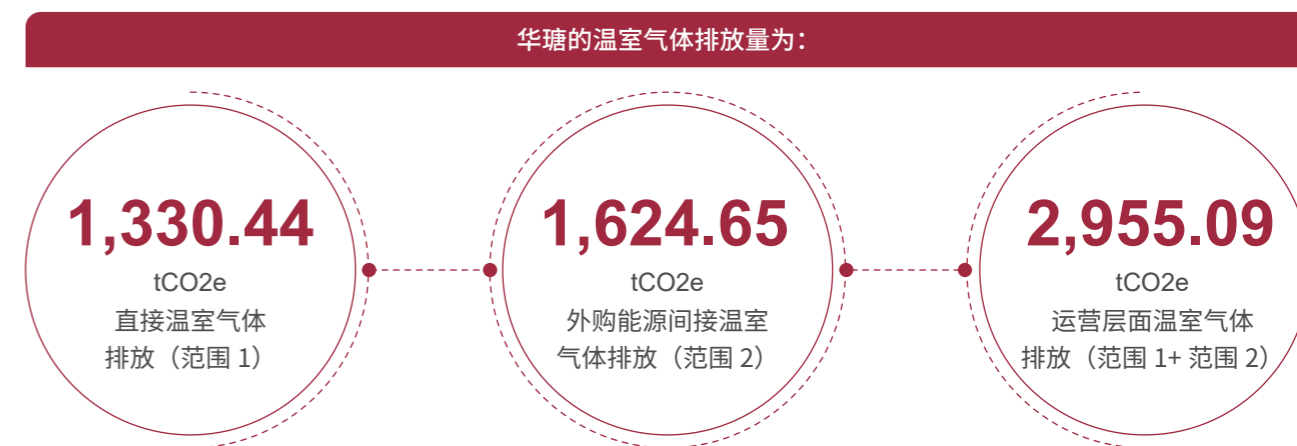 华瑭的温室气体排放量为：
1,330.44
tCO2e
直接温室气体
排放（范围 1）
1,624.65
tCO2e
外购能源间接温室
气体排放（范围 2）
2,955.09
tCO2e
运营层面温室气体
排放（范围 1+ 范围 2）